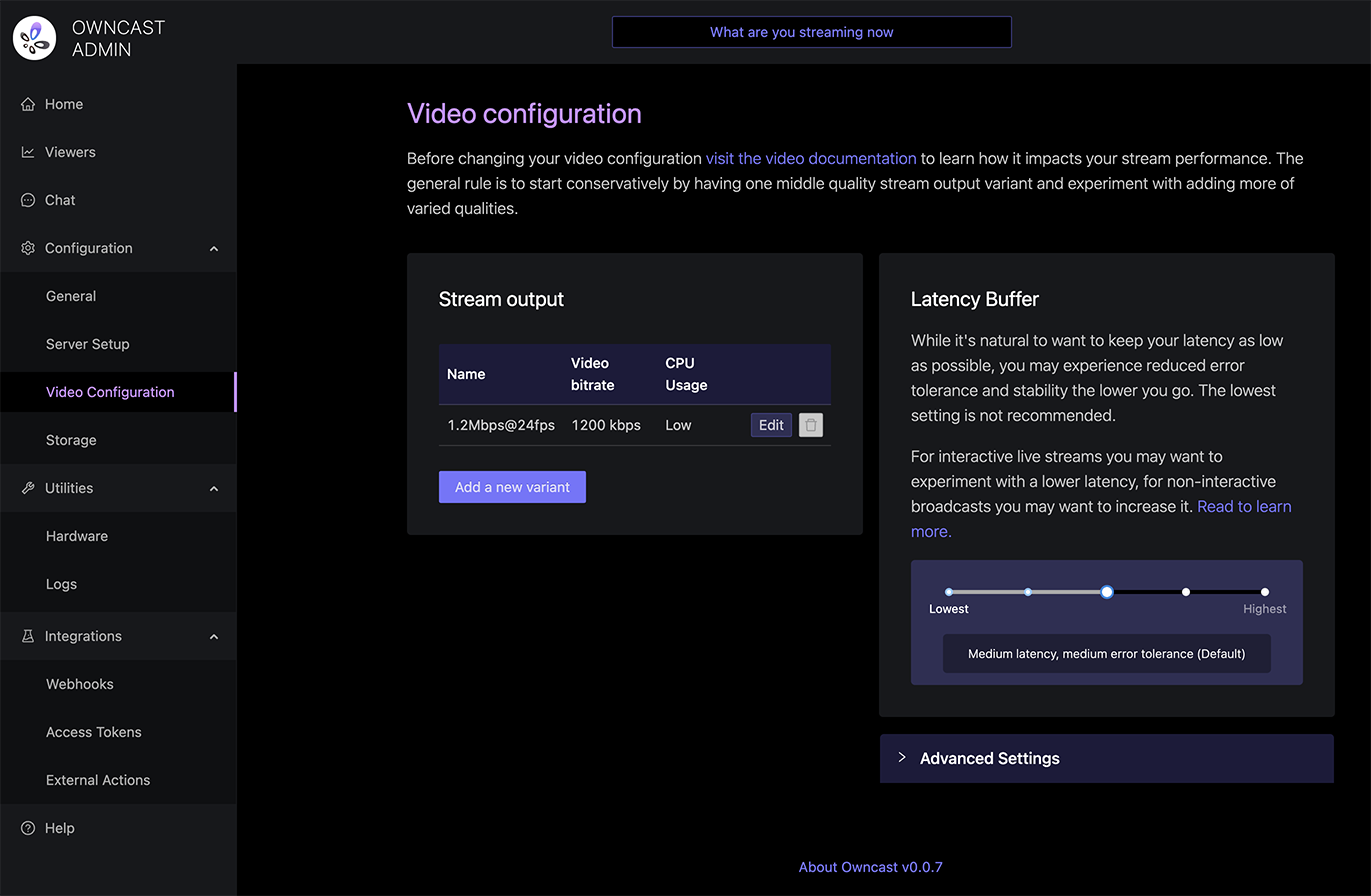 OWNCAST
ADMIN
What are you streaming now
Home
Viewers
Chat
Configuration
General
Server Setup
Video Configuration
Storage
Utilities
Hardware
Logs
Integrations
Webhooks
Access Tokens
External Actions
Help
Video configuration
Before changing your video configuration visit the video documentation to learn how it impacts your stream performance. The
general rule is to start conservatively by having one middle quality stream output variant and experiment with adding more of
varied qualities.
Stream output
Name Video bitrate CPU Usage
1.2Mbps@24fps 1200 kbps Low Edit
Add a new variant
Latency Buffer
While it's natural to want to keep your latency as low
as possible, you may experience reduced error
tolerance and stability the lower you go. The lowest
setting is not recommended.
For interactive live streams you may want to
experiment with a lower latency, for non-interactive
broadcasts you may want to increase it. Read to learn
more.
Lowest Highest
Medium latency, medium error tolerance (Default)
Advanced Settings
About Owncast v0.0.7